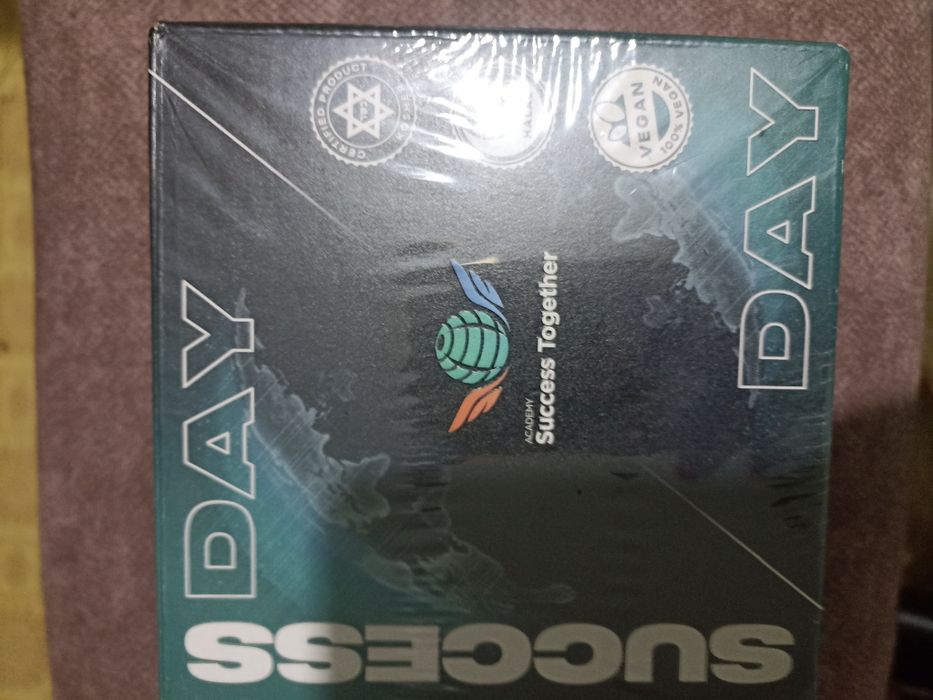 SUCCESS
DAY
DAY
ACADEMY
Success Together
CERTIFIED PRODUCT
HALAL
VEGAN
100% VEGAN